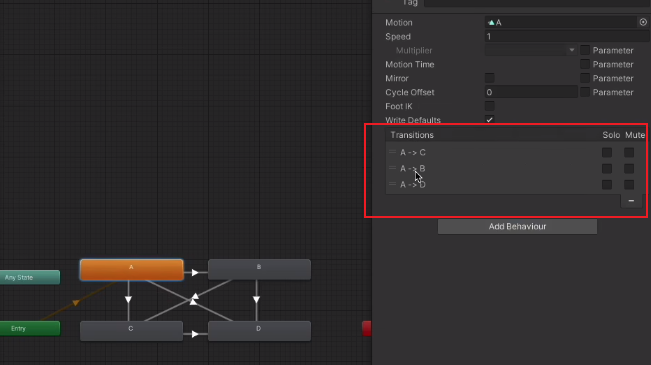 Tag
Motion A
Speed 1
Multiplier Parameter
Motion Time Parameter
Mirror Parameter
Cycle Offset 0 Parameter
Foot IK
Write Defaults
Transitions Solo Mute
A -> C
A -> B
A -> D
Add Behaviour
Any State
A
B
Entry
C
D